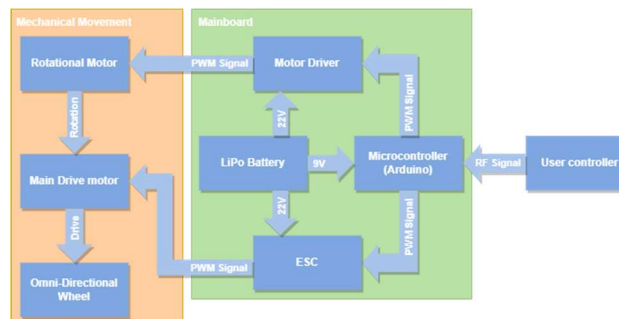 Mechanical Movement
Mainboard
Rotational Motor
PWM Signal
Motor Driver
Rotation
22V
PWM Signal
Main Drive motor
LiPo Battery
9V
Microcontroller
(Arduino)
RF Signal
User controller
Drive
22V
PWM Signal
Omni-Directional
Wheel
PWM Signal
ESC